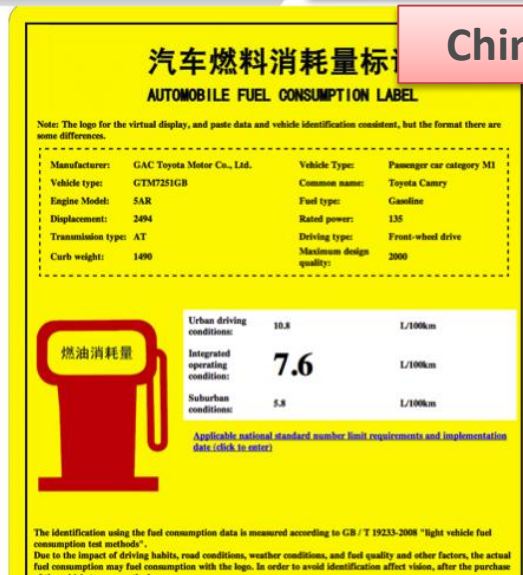 汽车燃料消耗量标
AUTOMOBILE FUEL CONSUMPTION LABEL
Note: The logo for the virtual display, and paste data and vehicle identification consistent, but the format there are
some differences.
Manufacturer: GAC Toyota Motor Co., Ltd. Vehicle Type: Passenger car category M1
Vehicle type: GTM7251GB Common name: Toyota Camry
Engine Model: 5AR Fuel type: Gasoline
Displacement: 2494 Rated power: 135
Transmission type: AT Driving type: Front-wheel drive
Curb weight: 1490 Maximum design quality: 2000
燃油消耗量
Urban driving conditions: 10.8 L/100km
Integrated operating condition: 7.6 L/100km
Suburban conditions: 5.8 L/100km
Applicable national standard number limit requirements and implementation
date (click to enter)
The identification using the fuel consumption data is measured according to GB / T 19233-2008 "light vehicle fuel
consumption test methods".
Due to the impact of driving habits, road conditions, weather conditions, and fuel quality and other factors, the actual
fuel consumption may fuel consumption with the logo. In order to avoid identification affect vision, after the purchase